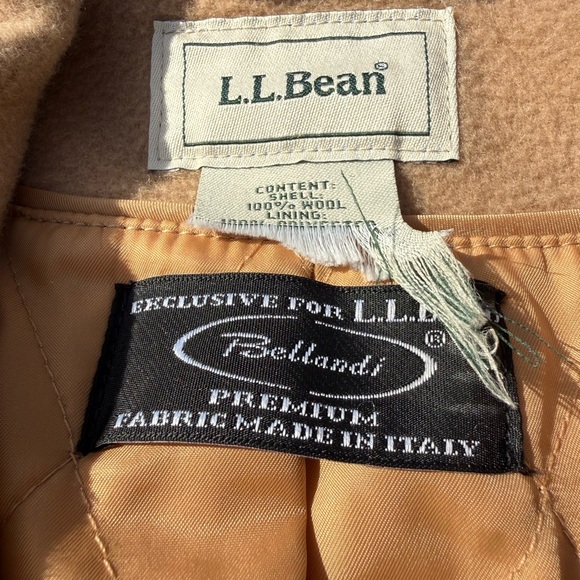 L.L.Bean®
CONTENT:
SHELL:
100% WOOL
LINING:
EXCLUSIVE FOR L.L.
Bellandi ®
PREMIUM
FABRIC MADE IN ITALY